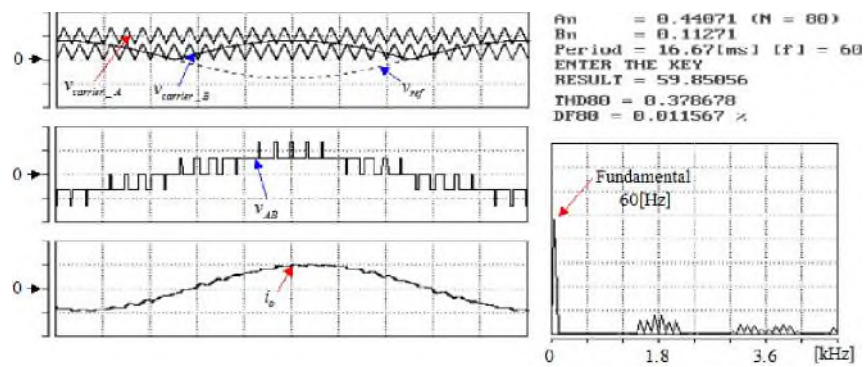 0
v_carrier_A
v_carrier_B
v_ref
0
v_AB
0
i_o
An = 0.44071 (N = 80)
Bn = 0.11271
Period = 16.67[ms] [f] = 60
ENTER THE KEY
RESULT = 59.85056
THD80 = 0.378678
DF80 = 0.011567 %
Fundamental
60[Hz]
0 1.8 3.6 [kHz]